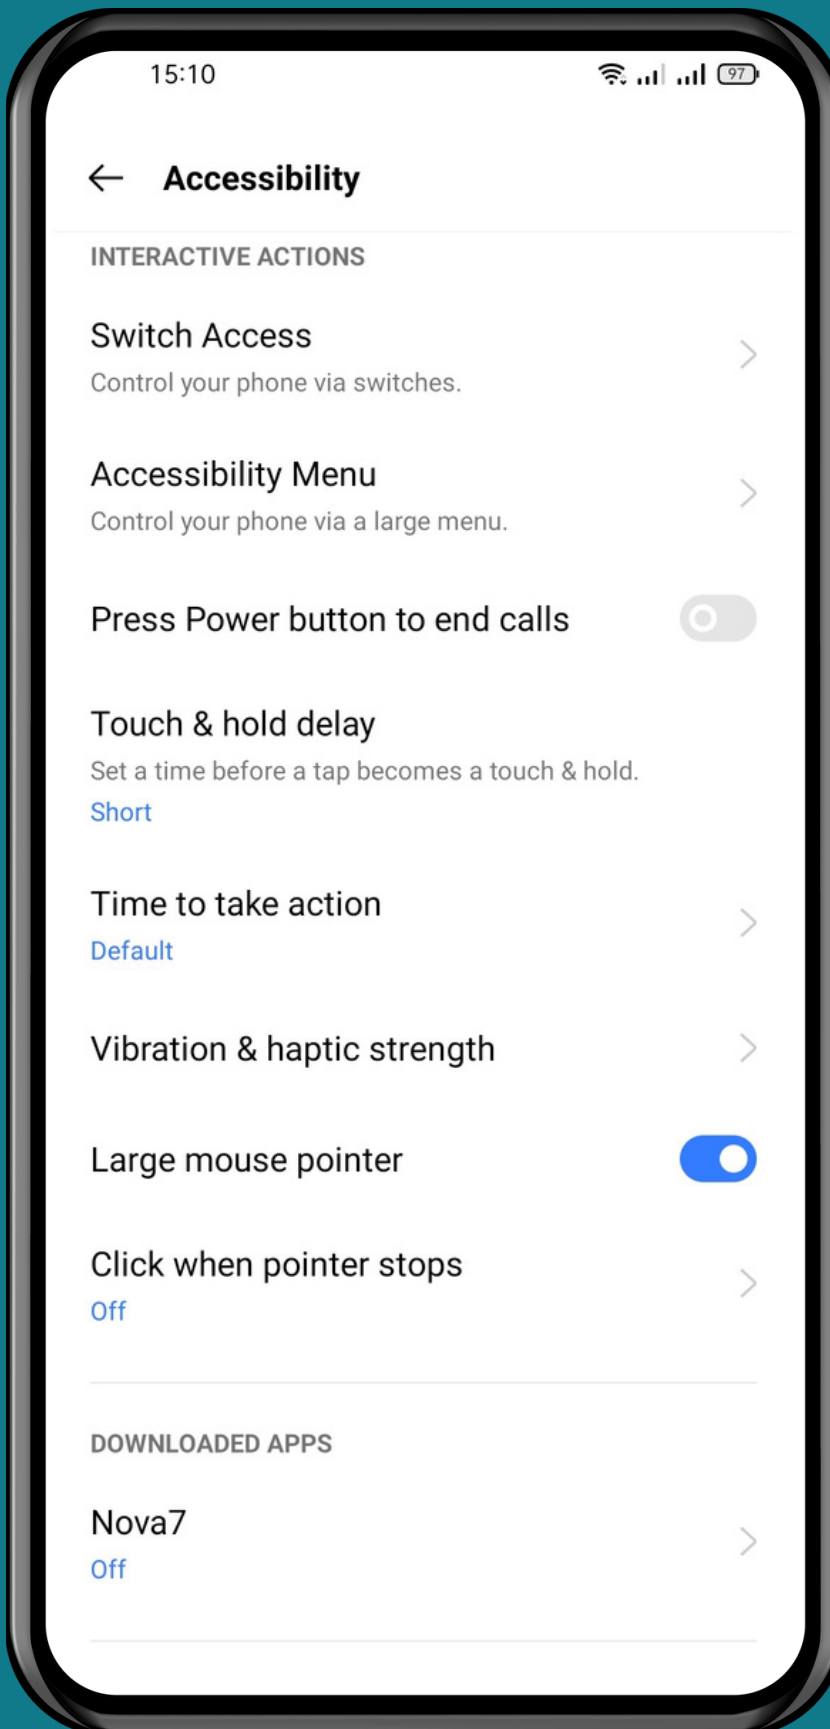 15:10
97
Accessibility
INTERACTIVE ACTIONS
Switch Access
Control your phone via switches.
Accessibility Menu
Control your phone via a large menu.
Press Power button to end calls
Touch & hold delay
Set a time before a tap becomes a touch & hold.
Short
Time to take action
Default
Vibration & haptic strength
Large mouse pointer
Click when pointer stops
Off
DOWNLOADED APPS
Nova7
Off